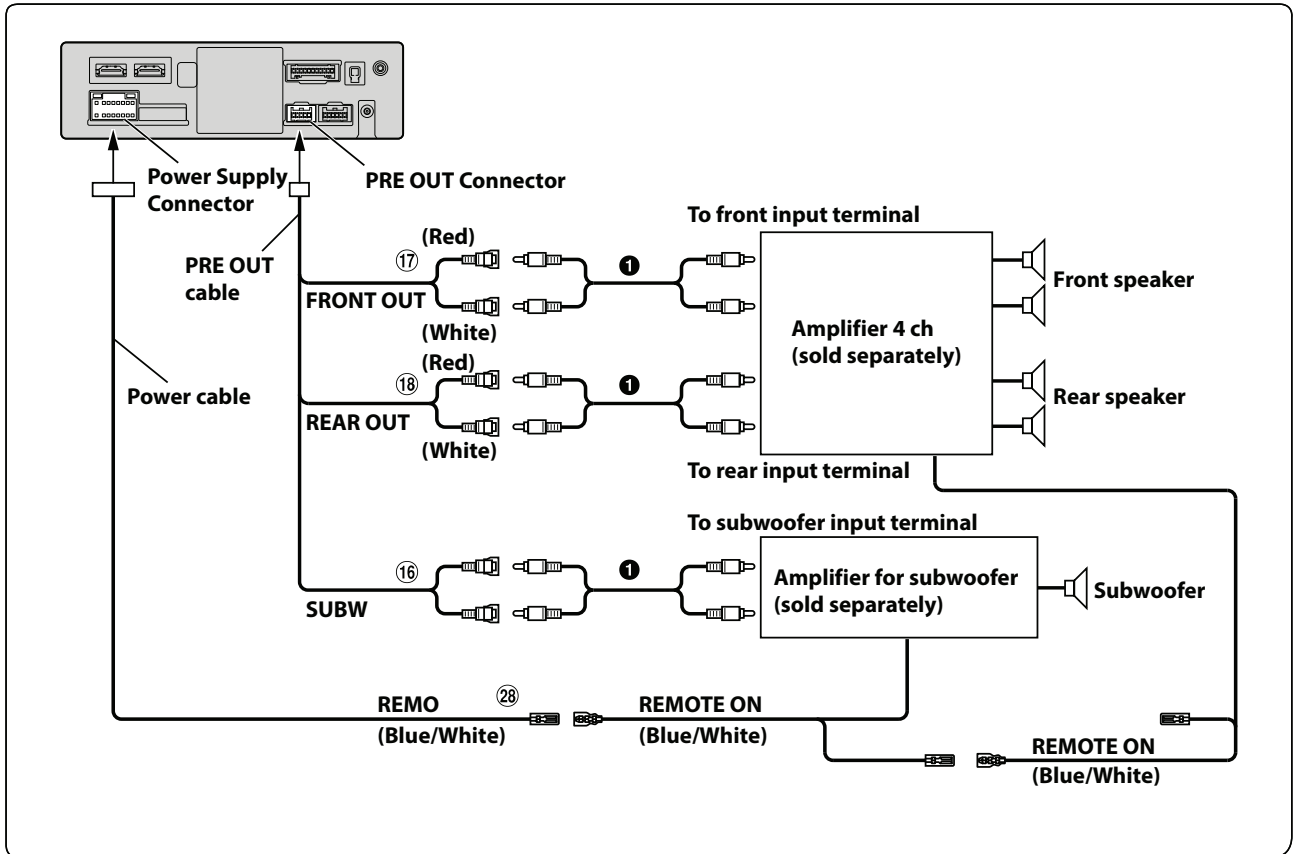 Power Supply
Connector
PRE OUT Connector
PRE OUT
cable
Power cable
⑰
(Red)
FRONT OUT
(White)
❶
To front input terminal
Amplifier 4 ch
(sold separately)
Front speaker
⑱
(Red)
REAR OUT
(White)
❶
To rear input terminal
Rear speaker
⑯
SUBW
❶
To subwoofer input terminal
Amplifier for subwoofer
(sold separately)
Subwoofer
REMO
(Blue/White)
㉘
REMOTE ON
(Blue/White)
REMOTE ON
(Blue/White)